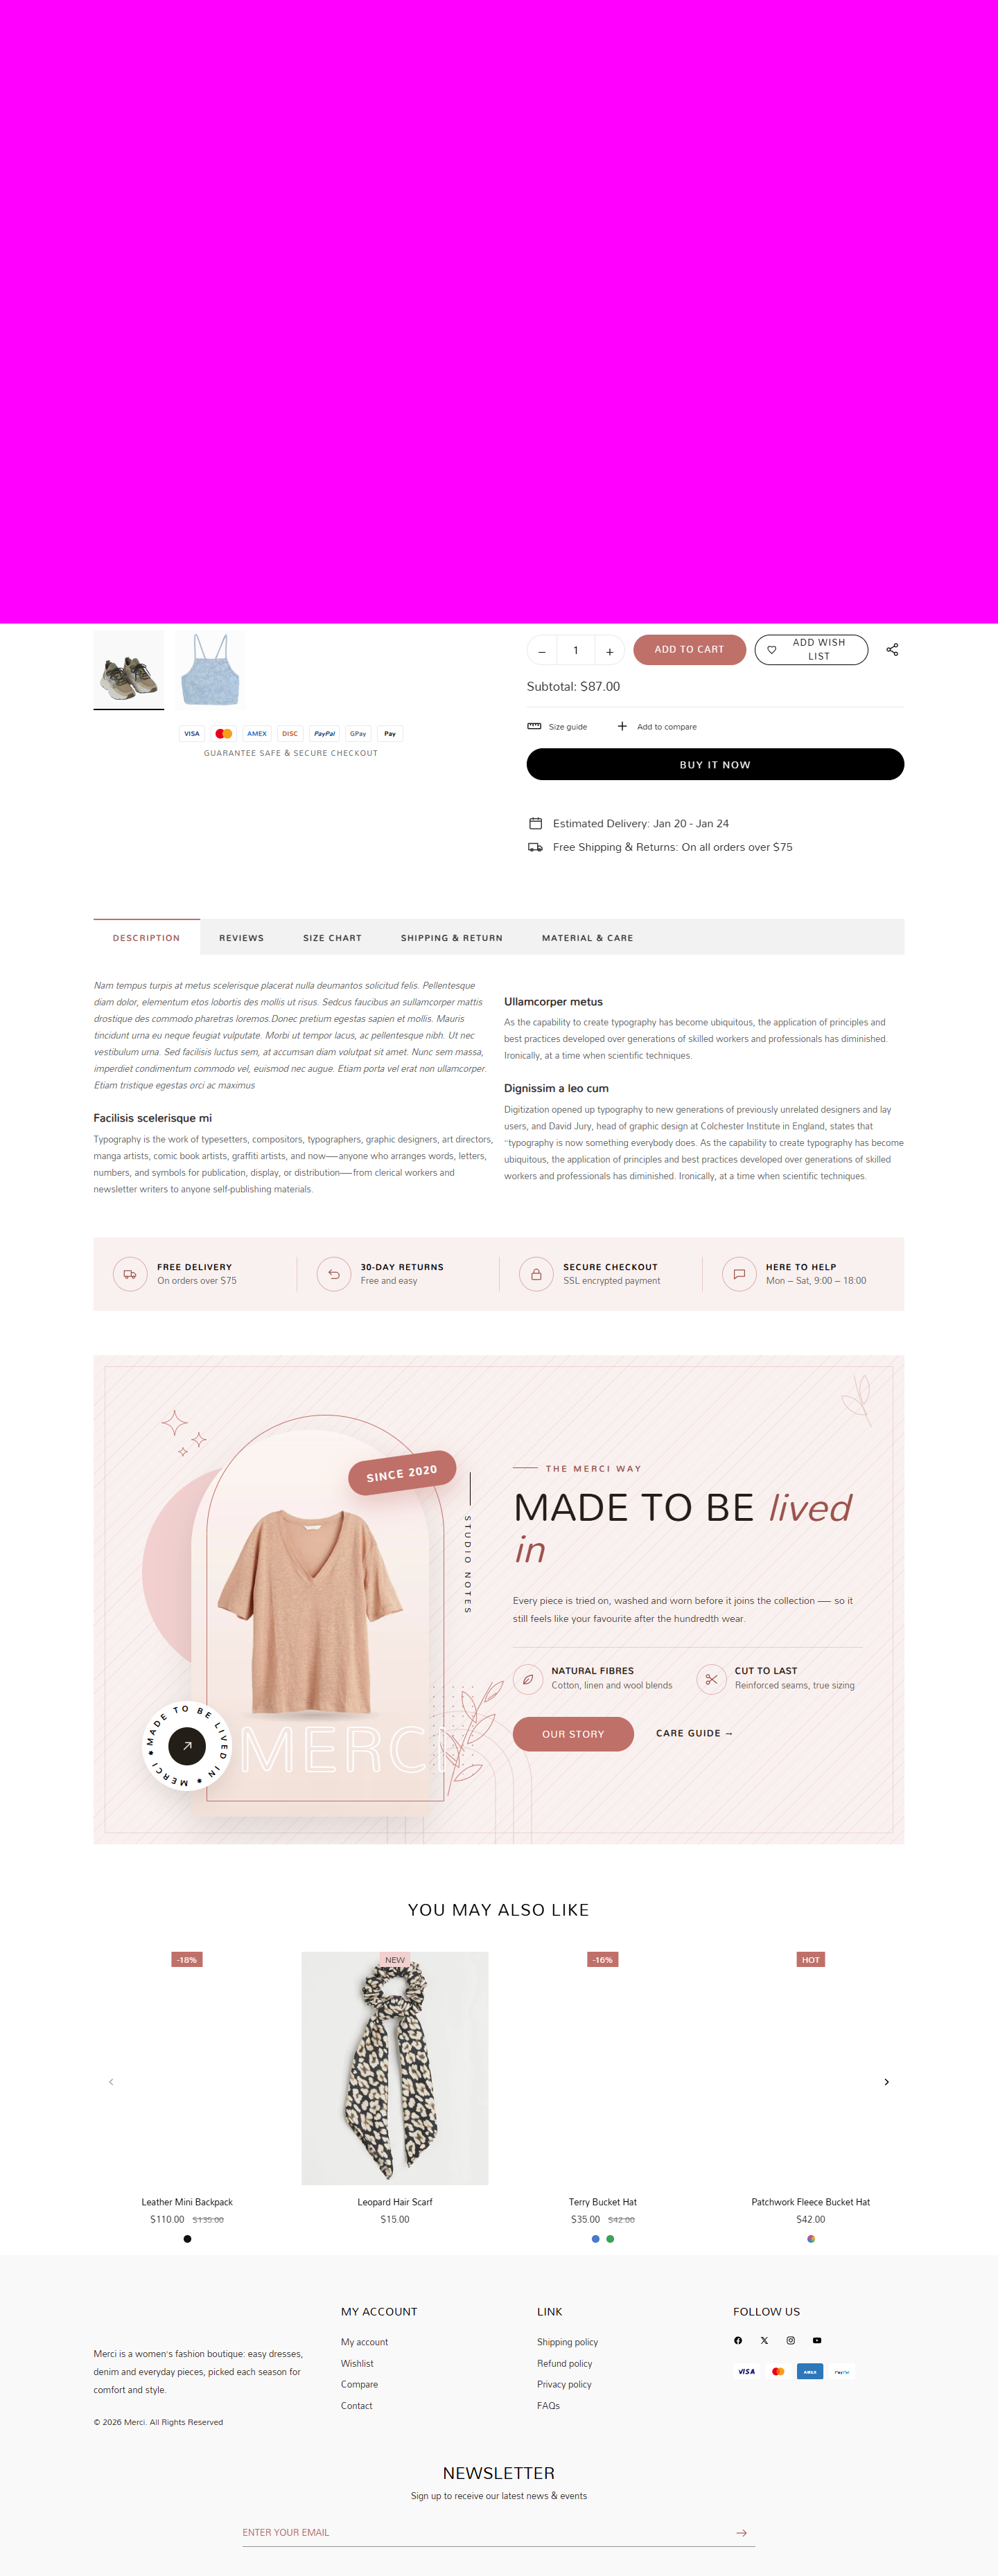 1
ADD TO CART
ADD WISH
LIST
Subtotal: $87.00
Size guide
Add to compare
VISA
AMEX
DISC
PayPal
GPay
Pay
GUARANTEE SAFE & SECURE CHECKOUT
BUY IT NOW
Estimated Delivery: Jan 20 - Jan 24
Free Shipping & Returns: On all orders over $75
DESCRIPTION
REVIEWS
SIZE CHART
SHIPPING & RETURN
MATERIAL & CARE
Nam tempus turpis at metus scelerisque placerat nulla deumantos solicitud felis. Pellentesque
diam dolor, elementum etos lobortis des mollis ut risus. Sedcus faucibus an sullamcorper mattis
drostique des commodo pharetras loremos.Donec pretium egestas sapien et mollis. Mauris
tincidunt urna eu neque feugiat vulputate. Morbi ut tempor lacus, ac pellentesque nibh. Ut nec
vestibulum urna. Sed facilisis luctus sem, at accumsan diam volutpat sit amet. Nunc sem massa,
imperdiet condimentum commodo vel, euismod nec augue. Etiam porta vel erat non ullamcorper.
Etiam tristique egestas orci ac maximus
Facilisis scelerisque mi
Typography is the work of typesetters, compositors, typographers, graphic designers, art directors,
manga artists, comic book artists, graffiti artists, and now—anyone who arranges words, letters,
numbers, and symbols for publication, display, or distribution—from clerical workers and
newsletter writers to anyone self-publishing materials.
Ullamcorper metus
As the capability to create typography has become ubiquitous, the application of principles and
best practices developed over generations of skilled workers and professionals has diminished.
Ironically, at a time when scientific techniques.
Dignissim a leo cum
Digitization opened up typography to new generations of previously unrelated designers and lay
users, and David Jury, head of graphic design at Colchester Institute in England, states that
“typography is now something everybody does. As the capability to create typography has become
ubiquitous, the application of principles and best practices developed over generations of skilled
workers and professionals has diminished. Ironically, at a time when scientific techniques.
FREE DELIVERY
On orders over $75
30-DAY RETURNS
Free and easy
SECURE CHECKOUT
SSL encrypted payment
HERE TO HELP
Mon – Sat, 9:00 – 18:00
SINCE 2020
STUDIO NOTES
MERCI
MADE TO BE LIVED IN * MERCI *
THE MERCI WAY
MADE TO BE lived
in
Every piece is tried on, washed and worn before it joins the collection — so it
still feels like your favourite after the hundredth wear.
NATURAL FIBRES
Cotton, linen and wool blends
CUT TO LAST
Reinforced seams, true sizing
OUR STORY
CARE GUIDE →
YOU MAY ALSO LIKE
-18%
NEW
-16%
HOT
Leather Mini Backpack
$110.00 $135.00
Leopard Hair Scarf
$15.00
Terry Bucket Hat
$35.00 $42.00
Patchwork Fleece Bucket Hat
$42.00
Merci is a women's fashion boutique: easy dresses,
denim and everyday pieces, picked each season for
comfort and style.
© 2026 Merci. All Rights Reserved
MY ACCOUNT
My account
Wishlist
Compare
Contact
LINK
Shipping policy
Refund policy
Privacy policy
FAQs
FOLLOW US
VISA
AMEX
PayPal
NEWSLETTER
Sign up to receive our latest news & events
ENTER YOUR EMAIL